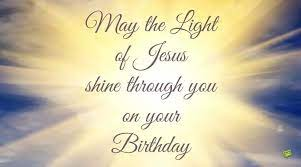 May the Light
of Jesus
shine through you
on your
Birthday